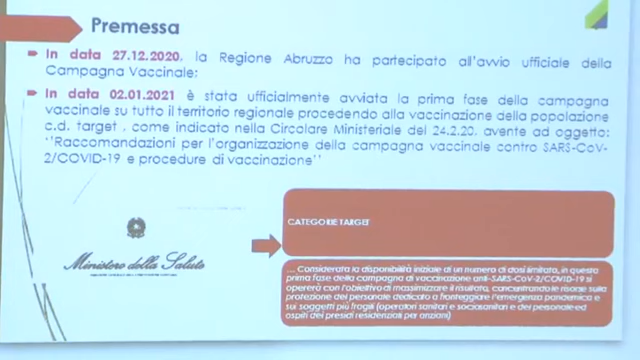 Premessa
In data 27.12.2020, la Regione Abruzzo ha partecipato all'avvio ufficiale della
Campagna Vaccinale;
In data 02.01.2021 è stata ufficialmente avviata la prima fase della campagna
vaccinale su tutto il territorio regionale procedendo alla vaccinazione della popolazione
c.d. target , come indicato nella Circolare Ministeriale del 24.2.20, avente ad oggetto:
''Raccomandazioni per l'organizzazione della campagna vaccinale contro SARS-CoV-
2/COVID-19 e procedure di vaccinazione''
CATEGORIE TARGET
Ministero della Salute
... Considerata la disponibilità iniziale di un numero di dosi limitato, in questa
prima fase della campagna di vaccinazione anti-SARS-CoV-2/COVID-19 si
opererà con l'obiettivo di massimizzare il risultato, concentrando le risorse sulla
protezione del personale dedicato a fronteggiare l'emergenza pandemica e
sui soggetti più fragili (operatori sanitari e sociosanitari e del personale ed
ospiti dei presidi residenziali per anziani)